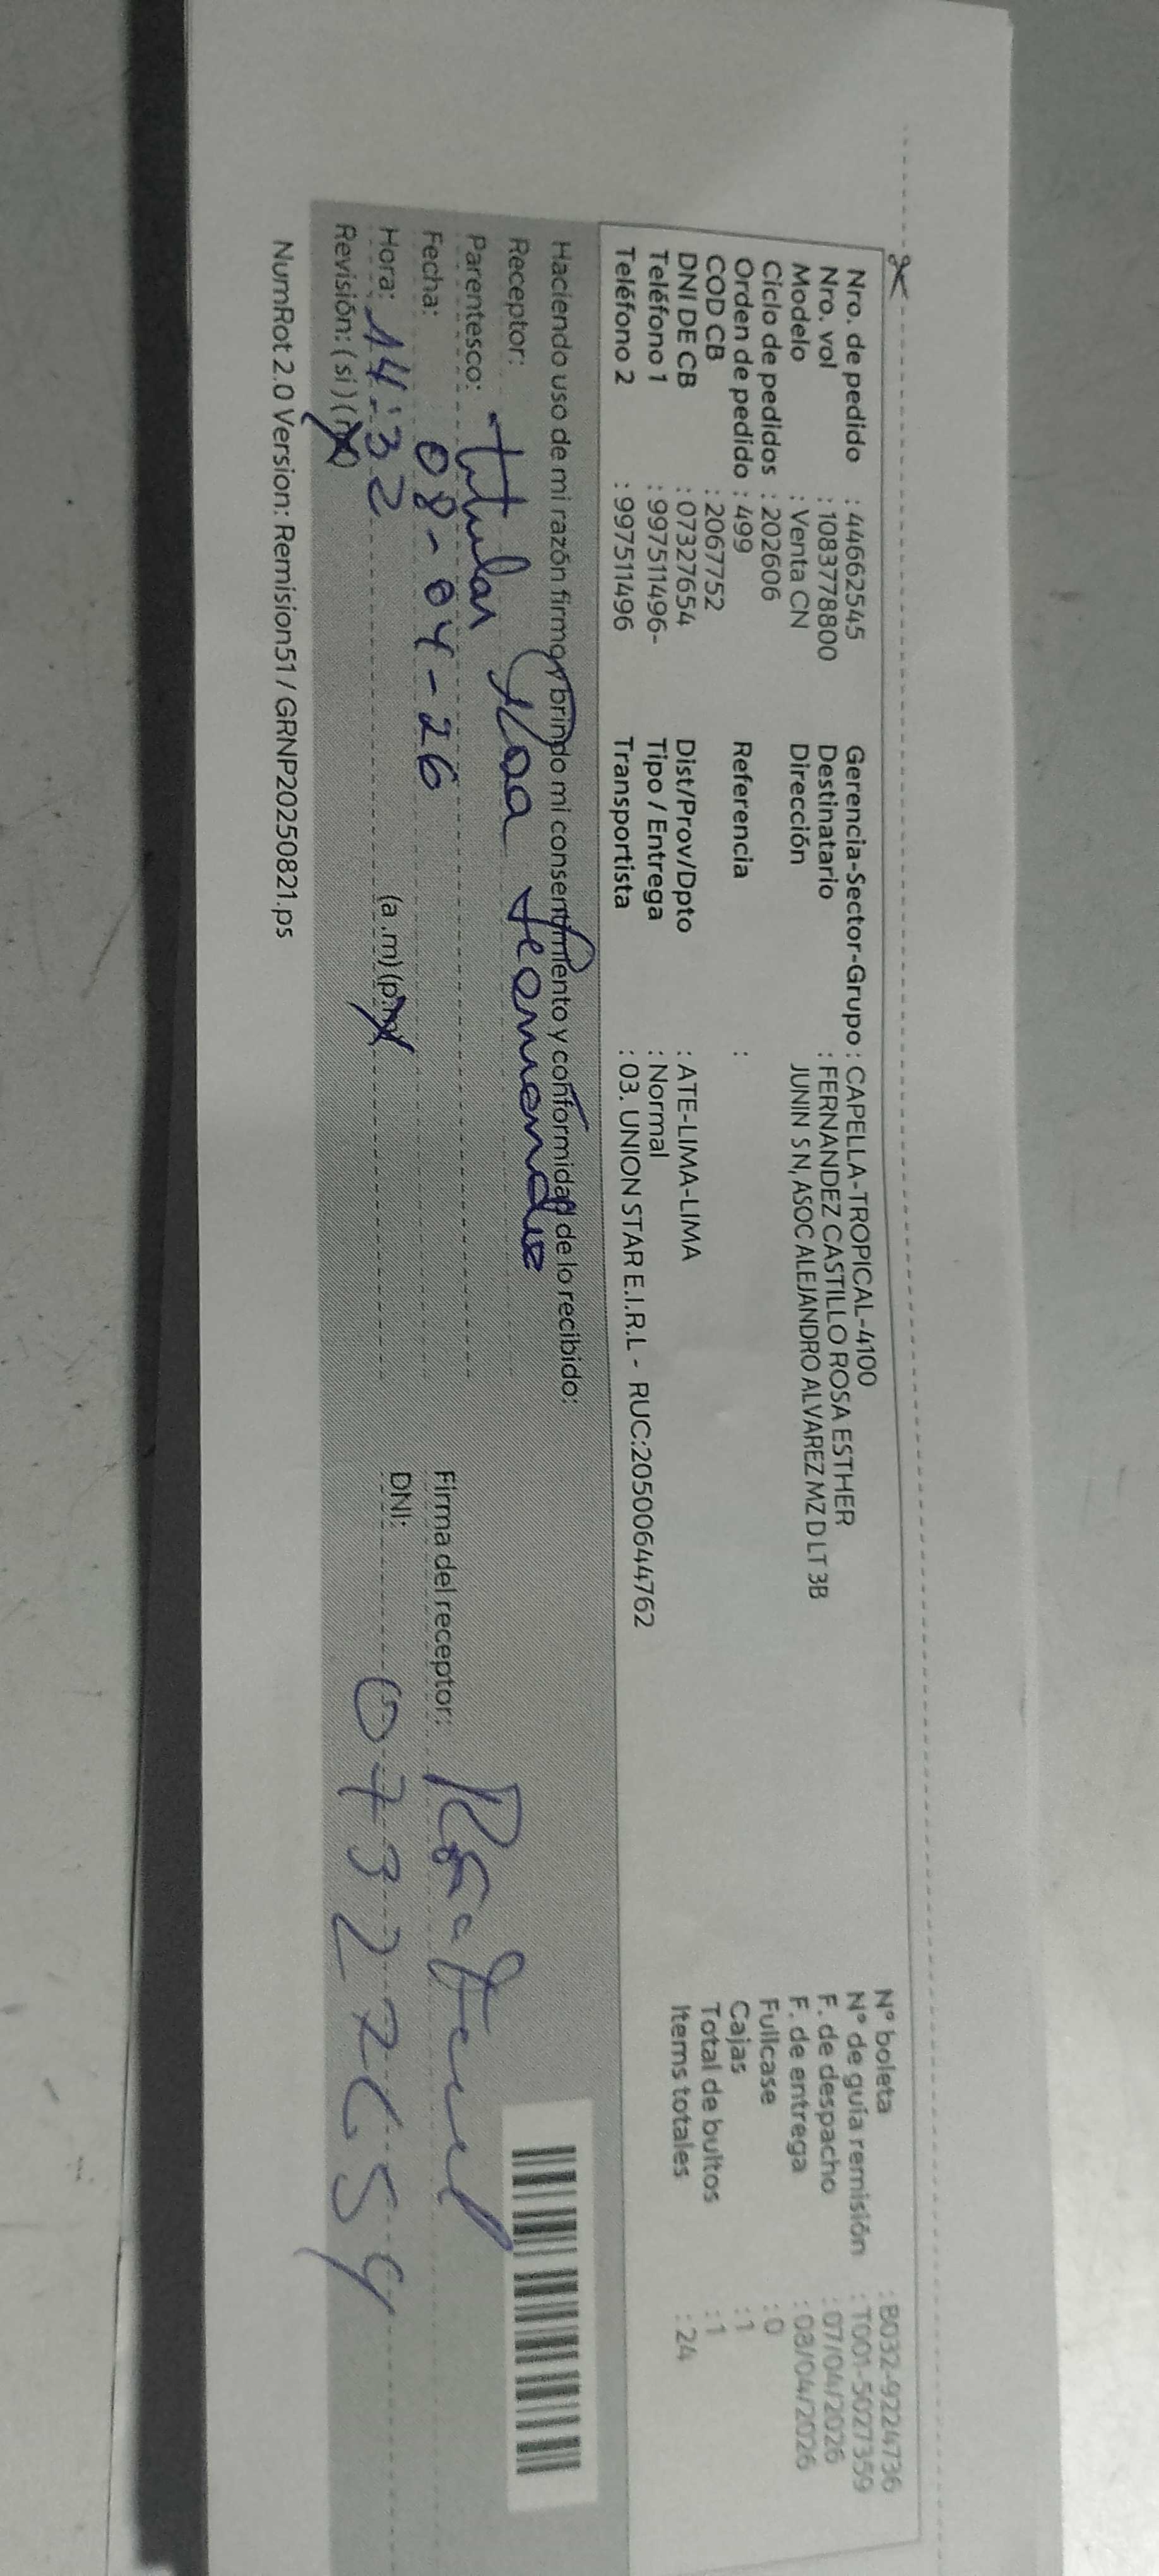 Nro. de pedido : 44662545
Nro. vol : 1083778800
Modelo : Venta CN
Ciclo de pedidos : 202606
Orden de pedido : 499
COD CB : 2067752
DNI DE CB : 07327654
Teléfono 1 : 997511496-
Teléfono 2 : 997511496
Gerencia-Sector-Grupo : CAPELLA-TROPICAL-4100
Destinatario : FERNANDEZ CASTILLO ROSA ESTHER
Dirección JUNIN S N, ASOC ALEJANDRO ALVAREZ MZ D LT 3B
Referencia :
Dist/Prov/Dpto : ATE-LIMA-LIMA
Tipo / Entrega : Normal
Transportista : 03. UNION STAR E.I.R.L - RUC:20500644762
N° boleta : B032-9224736
N° de guía remisión : T001-5027359
F. de despacho : 07/04/2026
F. de entrega : 08/04/2026
Fullcase : 0
Cajas : 1
Total de bultos : 1
Items totales : 24
Haciendo uso de mi razón firmo y brindo mi consentimiento y conformidad de lo recibido:
Receptor:
Parentesco: titular
Fecha: 08-04-26
Hora: 14:32 (a.m) (p.m)
Revisión: ( si ) ( no )
Firma del receptor:
DNI: 07327654
NumRot 2.0 Version: Remision51 / GRNP20250821.ps